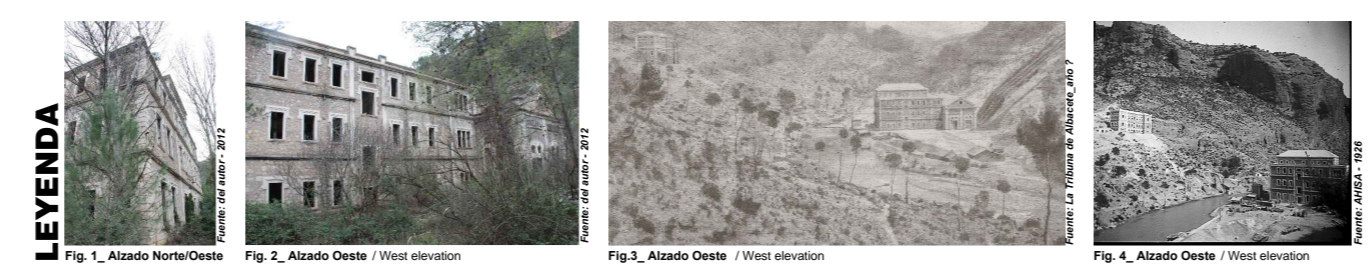 LEYENDA
Fuente: del autor - 2012
Fig. 1_ Alzado Norte/Oeste
Fuente: del autor - 2012
Fig. 2_ Alzado Oeste / West elevation
Fuente: La Tribuna de Albacete_año ?
Fig.3_ Alzado Oeste / West elevation
Fuente: AHISA - 1926
Fig. 4_ Alzado Oeste / West elevation